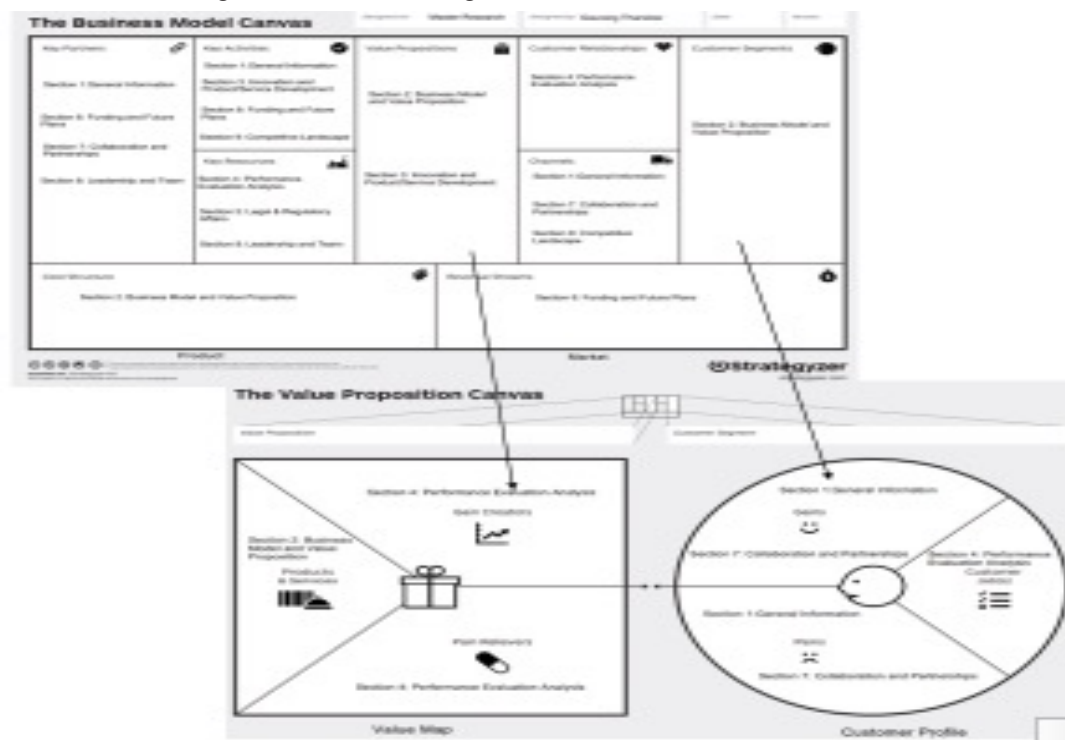 The Business Model Canvas
Master Research
Key Partners
Section 1 General Information
Section 6: Funding and Future
Plans
Section 7: Collaboration and
Partnerships
Section 8: Leadership and Team
Key Activities
Section 1: General Information
Section 3: Innovation and
Product/Service Development
Section 6: Funding and Future
Plans
Section 9: Competitive Landscape
Key Resources
Section 4: Performance
Evaluation Analysis
Section 5: Legal & Regulatory
Affairs
Section 8: Leadership and Team
Value Propositions
Section 2: Business Model
and Value Proposition
Section 3: Innovation and
Product/Service Development
Customer Relationships
Section 4: Performance
Evaluation Analysis
Channels
Section 1: General Information
Section 7: Collaboration and
Partnerships
Section 9: Competitive
Landscape
Customer Segments
Section 2: Business Model and
Value Proposition
Cost Structure
Section 2: Business Model and Value Proposition
Revenue Streams
Section 6: Funding and Future Plans
Product
Market
Strategyzer
The Value Proposition Canvas
Value Proposition
Customer Segment
Section 4: Performance Evaluation Analysis
Gain Creators
Section 2: Business
Model and Value
Proposition
Products
& Services
Pain Relievers
Section 4: Performance Evaluation Analysis
Value Map
Section 1: General Information
Gains
Section 7: Collaboration and Partnerships
Section 4: Performance
Evaluation Analysis
Customer
Job(s)
Section 1: General Information
Pains
Section 7: Collaboration and Partnerships
Customer Profile